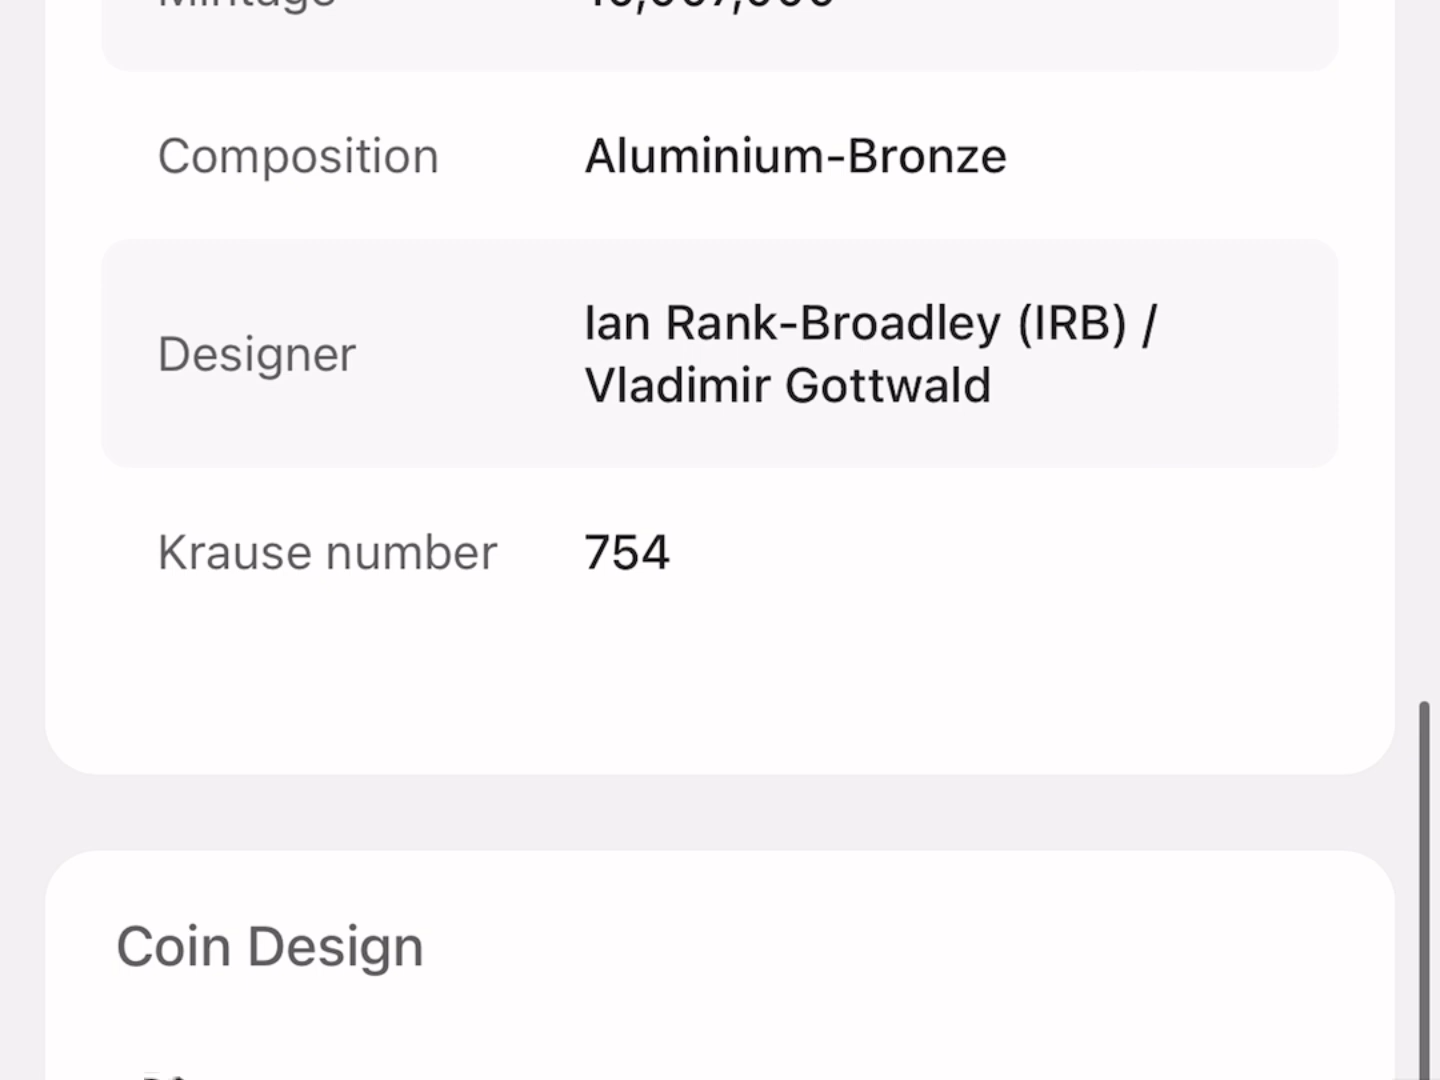 Composition Aluminium-Bronze
Designer Ian Rank-Broadley (IRB) /
Vladimir Gottwald
Krause number 754
Coin Design